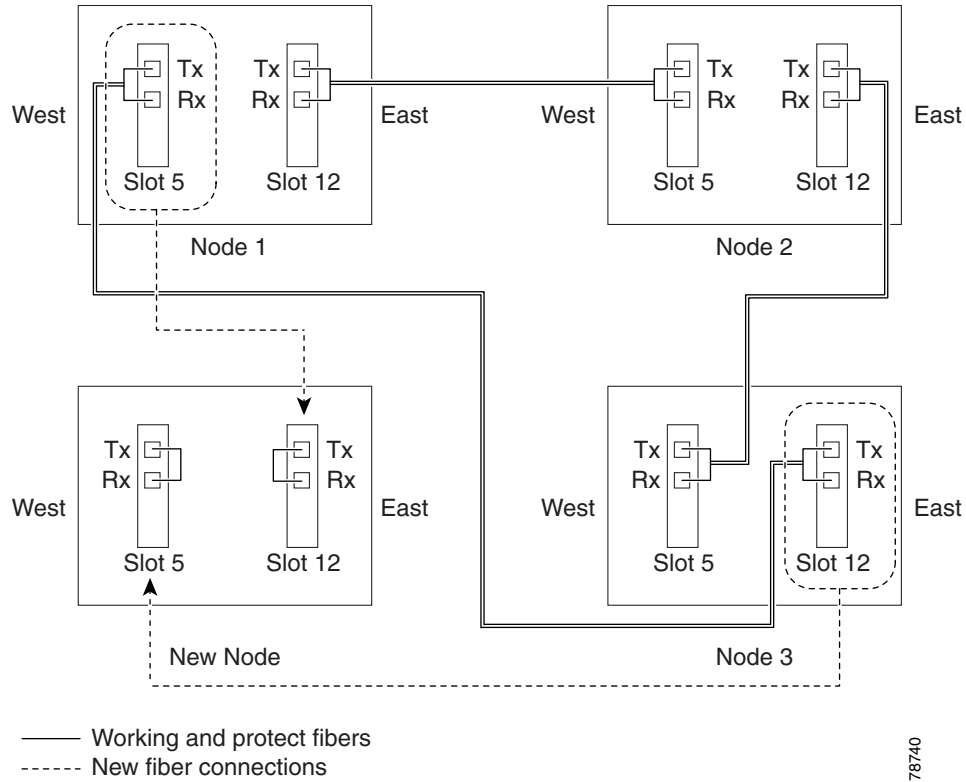 Tx Tx Tx Tx
Rx Rx Rx Rx
West East West East
Slot 5 Slot 12 Slot 5 Slot 12
Node 1 Node 2
Tx Tx Tx Tx
Rx Rx Rx Rx
West East West East
Slot 5 Slot 12 Slot 5 Slot 12
New Node Node 3
Working and protect fibers
New fiber connections
78740